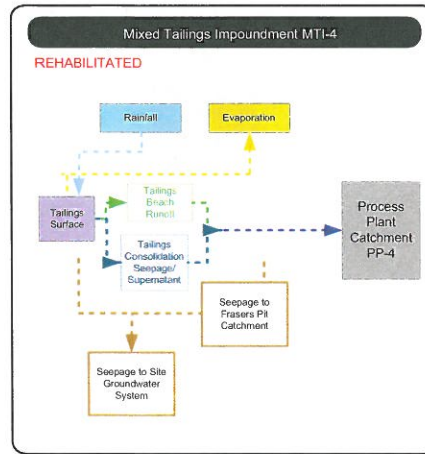 Mixed Tailings Impoundment MTI-4
REHABILITATED
Rainfall
Evaporation
Tailings
Surface
Tailings
Beach
Runoff
Tailings
Consolidation
Seepage/
Supernatant
Process
Plant
Catchment
PP-4
Seepage to
Frasers Pit
Catchment
Seepage to Site
Groundwater
System